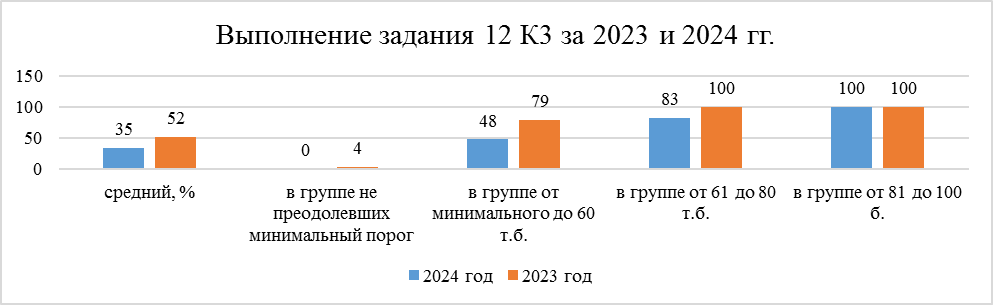 Выполнение задания 12 К3 за 2023 и 2024 гг.
150
100
50
0
35
52
0
4
48
79
83
100
100
100
средний, %
в группе не
преодолевших
минимальный порог
в группе от
минимального до 60
т.б.
в группе от 61 до 80
т.б.
в группе от 81 до 100
б.
2024 год
2023 год